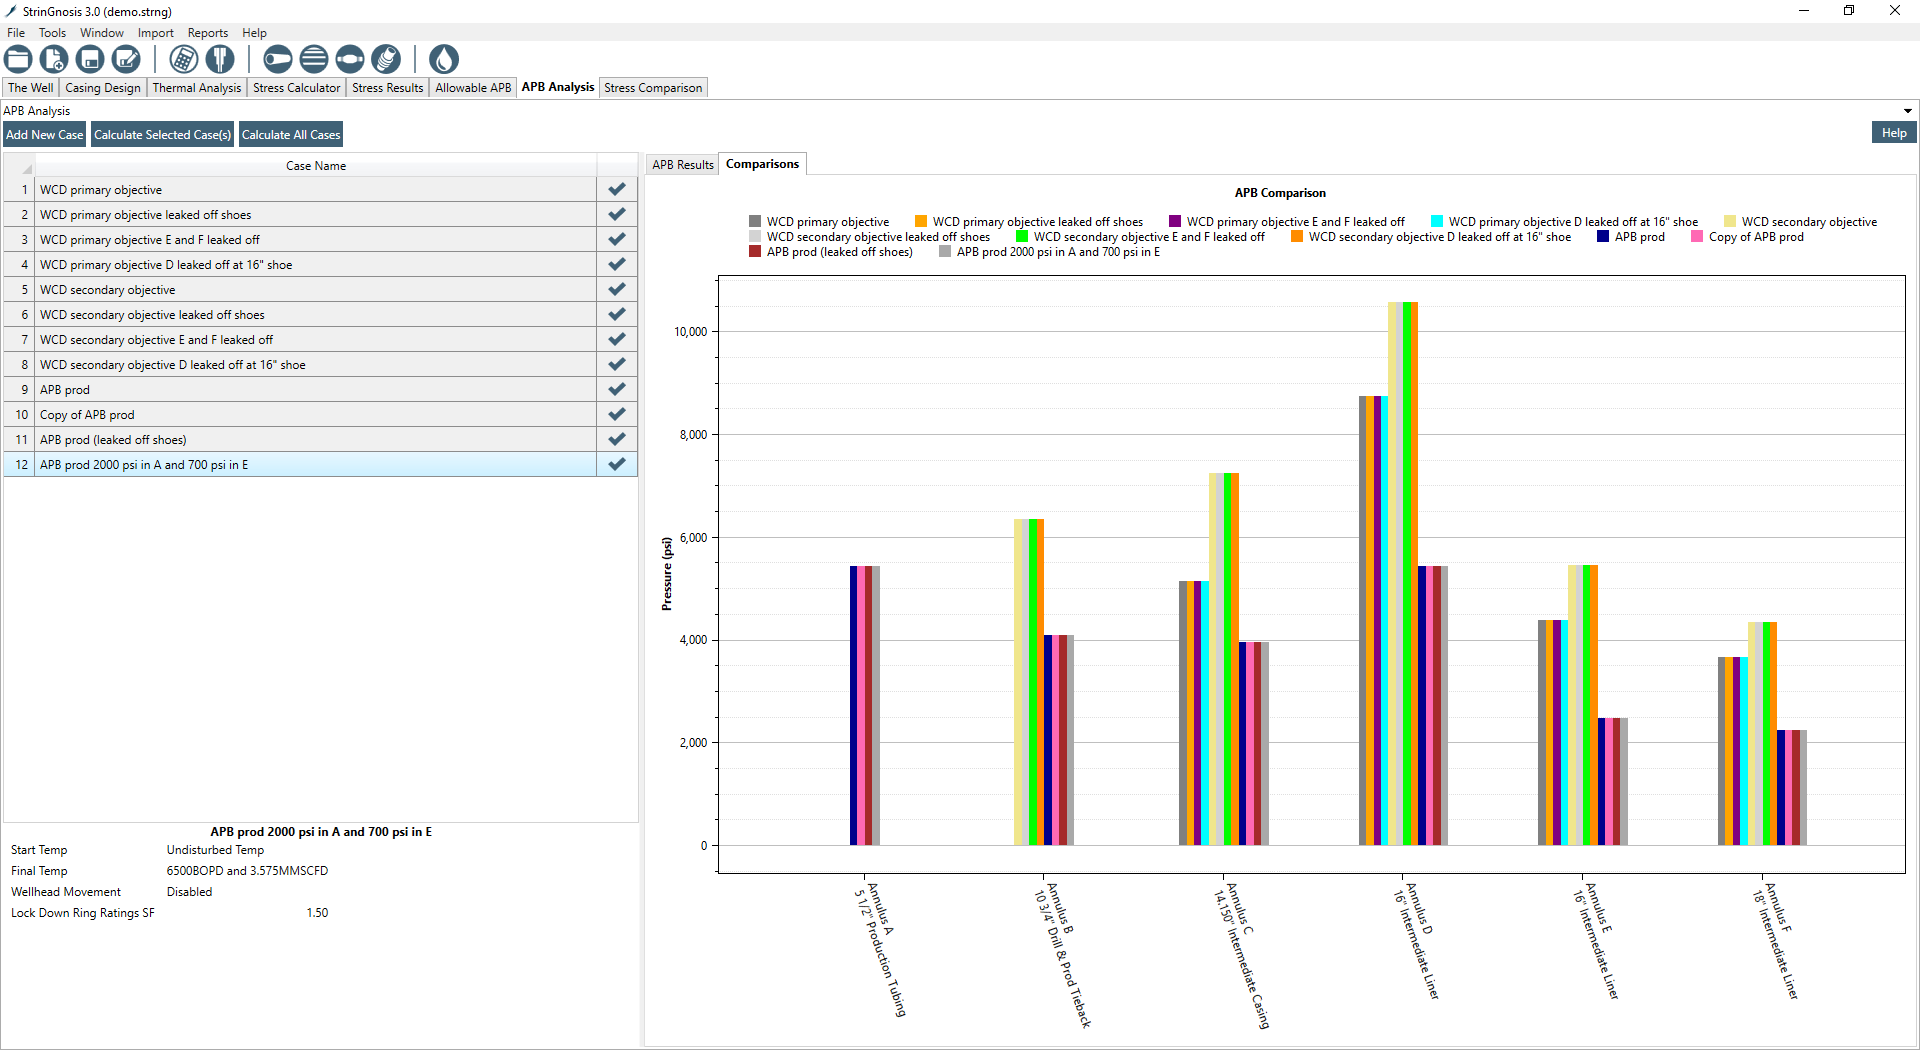 StrinGnosis 3.0 (demo.strng)
File Tools Window Import Reports Help
The Well Casing Design Thermal Analysis Stress Calculator Stress Results Allowable APB APB Analysis Stress Comparison
APB Analysis
Add New Case Calculate Selected Case(s) Calculate All Cases Help
Case Name
1 WCD primary objective
2 WCD primary objective leaked off shoes
3 WCD primary objective E and F leaked off
4 WCD primary objective D leaked off at 16" shoe
5 WCD secondary objective
6 WCD secondary objective leaked off shoes
7 WCD secondary objective E and F leaked off
8 WCD secondary objective D leaked off at 16" shoe
9 APB prod
10 Copy of APB prod
11 APB prod (leaked off shoes)
12 APB prod 2000 psi in A and 700 psi in E
APB prod 2000 psi in A and 700 psi in E
Start Temp Undisturbed Temp
Final Temp 6500BOPD and 3.575MMSCFD
Wellhead Movement Disabled
Lock Down Ring Ratings SF 1.50
APB Results Comparisons
APB Comparison
WCD primary objective WCD primary objective leaked off shoes WCD primary objective E and F leaked off WCD primary objective D leaked off at 16" shoe WCD secondary objective
WCD secondary objective leaked off shoes WCD secondary objective E and F leaked off WCD secondary objective D leaked off at 16" shoe APB prod Copy of APB prod
APB prod (leaked off shoes) APB prod 2000 psi in A and 700 psi in E
Pressure (psi)
10,000
8,000
6,000
4,000
2,000
0
Annulus A
5 1/2" Production Tubing
Annulus B
10 3/4" Drill & Prod Tieback
Annulus C
14.150" Intermediate Casing
Annulus D
16" Intermediate Liner
Annulus E
16" Intermediate Liner
Annulus F
18" Intermediate Liner